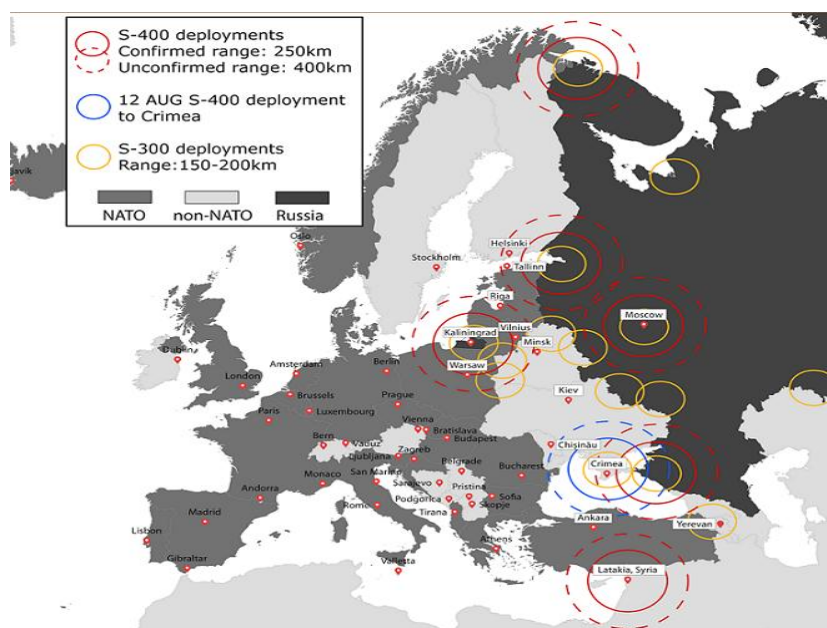 S-400 deployments
Confirmed range: 250km
Unconfirmed range: 400km
12 AUG S-400 deployment
to Crimea
S-300 deployments
Range:150-200km
NATO
non-NATO
Russia
Oslo
Stockholm
Helsinki
Tallinn
Riga
Moscow
Vilnius
Kaliningrad
Minsk
Dublin
Warsaw
Berlin
Amsterdam
London
Brussels
Prague
Kiev
Paris
Luxembourg
Vienna
Bratislava
Budapest
Bern
Vaduz
Chișinău
Ljubljana
Zagreb
Belgrade
Crimea
Bucharest
San Marino
Monaco
Sarajevo
Pristina
Andorra
Podgorica
Sofia
Skopje
Madrid
Rome
Tirana
Ankara
Yerevan
Lisbon
Athens
Gibraltar
Valletta
Latakia, Syria